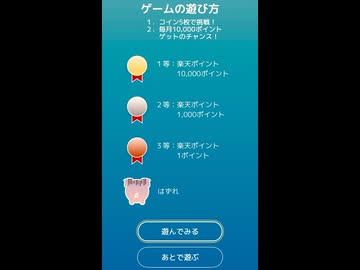 ゲームの遊び方
１．コイン5枚で挑戦！
２．毎月10,000ポイント
ゲットのチャンス！
１等：楽天ポイント
10,000ポイント
２等：楽天ポイント
1,000ポイント
３等：楽天ポイント
1ポイント
はずれ
遊んでみる
あとで遊ぶ